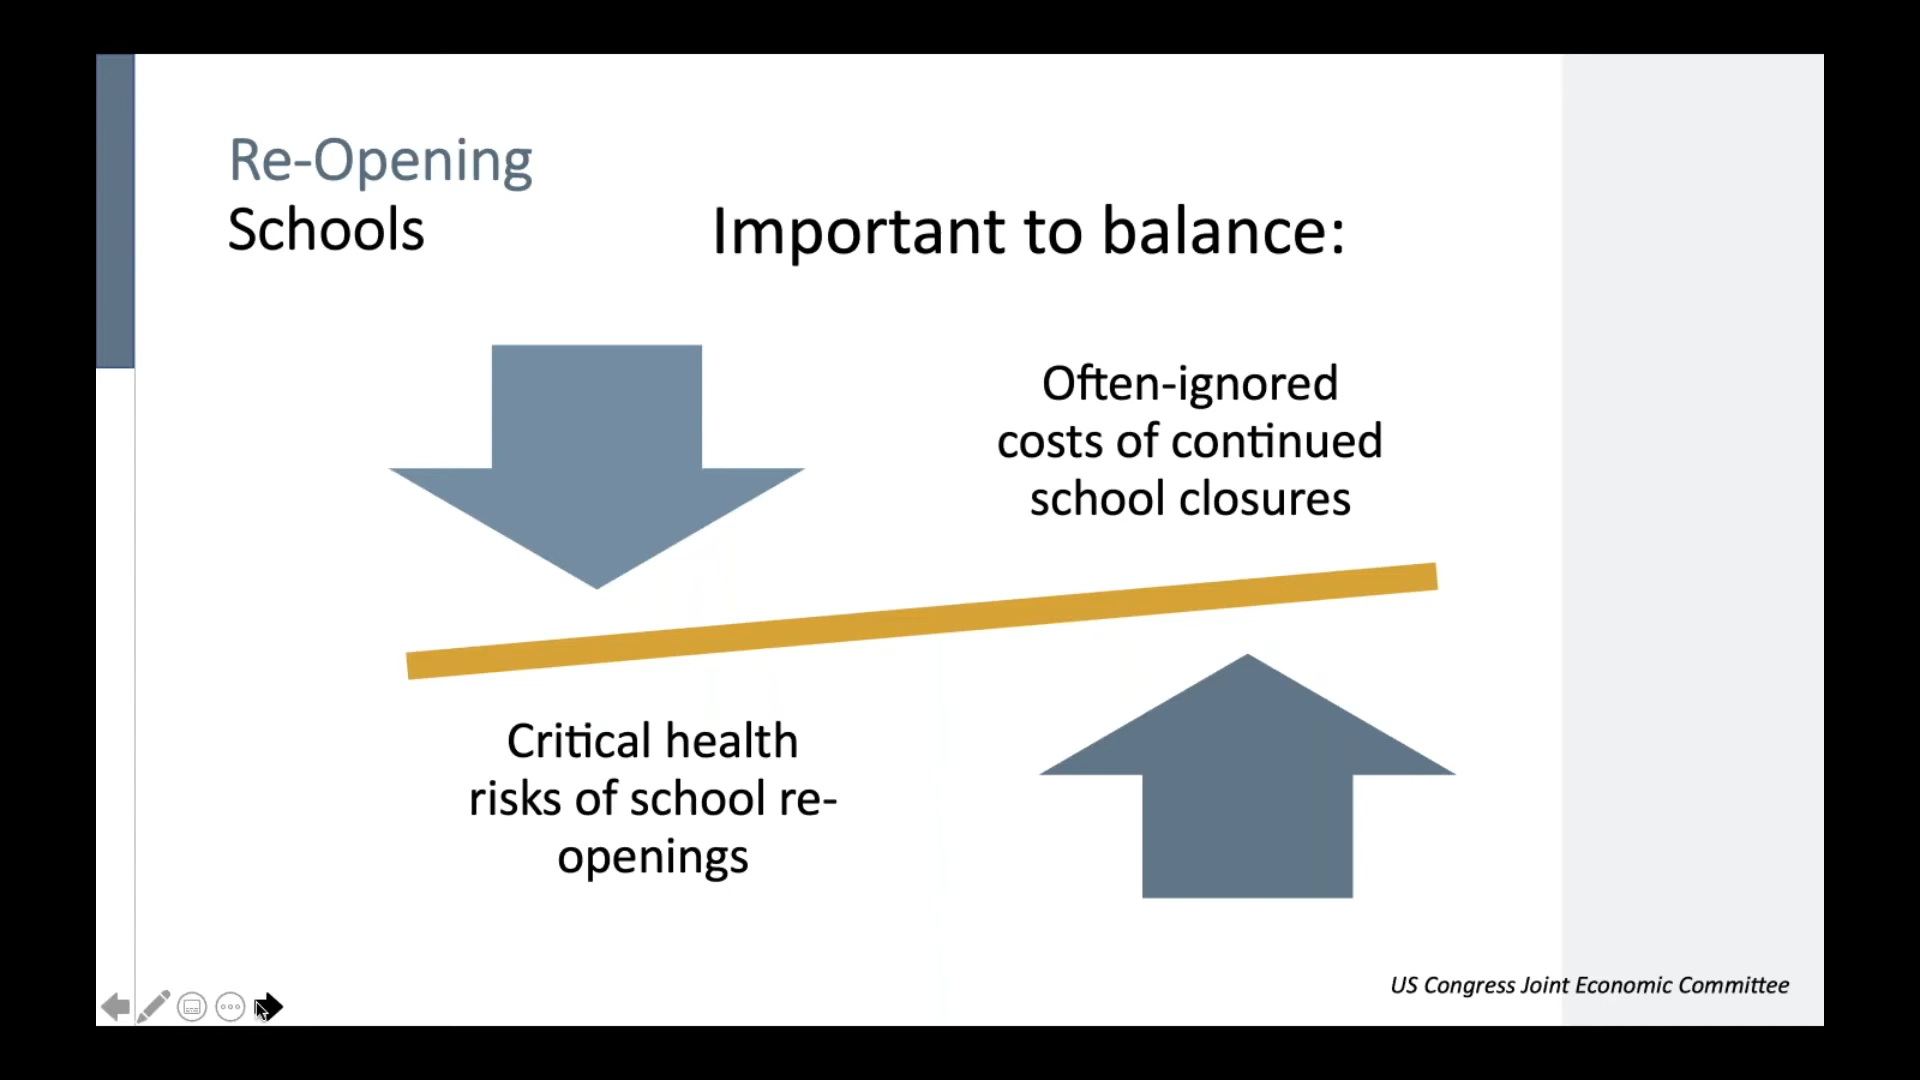 Re-Opening
Schools
Important to balance:
Often-ignored
costs of continued
school closures
Critical health
risks of school re-
openings
US Congress Joint Economic Committee